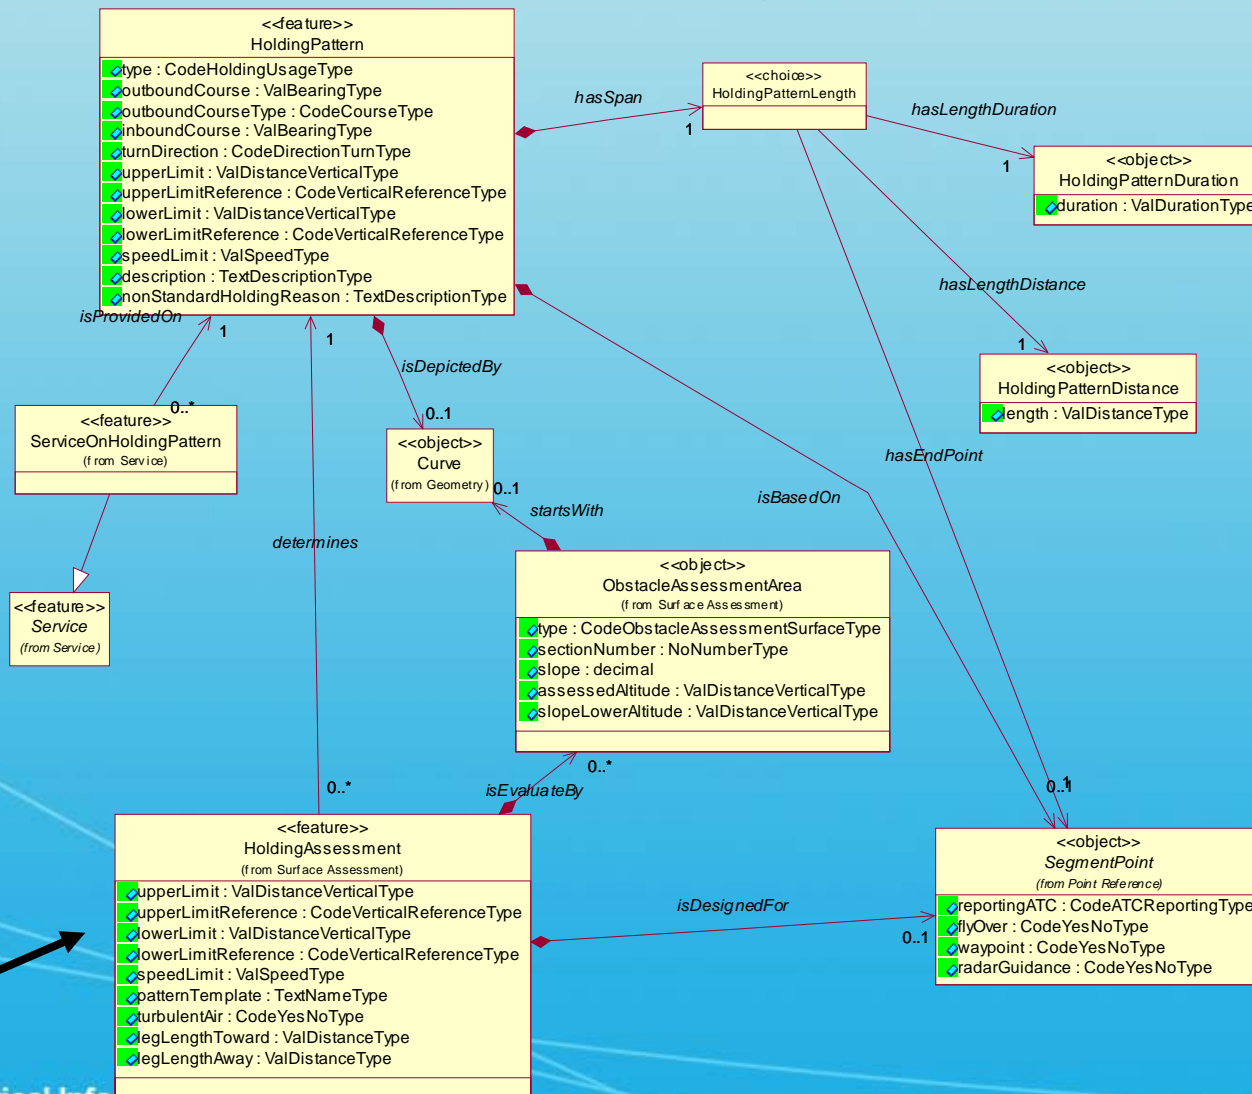 <<feature>>
HoldingPattern
type : CodeHoldingUsageType
outboundCourse : ValBearingType
outboundCourseType : CodeCourseType
inboundCourse : ValBearingType
turnDirection : CodeDirectionTurnType
upperLimit : ValDistanceVerticalType
upperLimitReference : CodeVerticalReferenceType
lowerLimit : ValDistanceVerticalType
lowerLimitReference : CodeVerticalReferenceType
speedLimit : ValSpeedType
description : TextDescriptionType
nonStandardHoldingReason : TextDescriptionType
hasSpan
1
<<choice>>
HoldingPatternLength
hasLengthDuration
1
<<object>>
HoldingPatternDuration
duration : ValDurationType
hasLengthDistance
1
<<object>>
HoldingPatternDistance
length : ValDistanceType
isProvidedOn
1
0..*
<<feature>>
ServiceOnHoldingPattern
(from Service)
<<feature>>
Service
(from Service)
1
determines
0..*
isDepictedBy
0..1
<<object>>
Curve
(from Geometry)
0..1
startsWith
hasEndPoint
isBasedOn
<<object>>
ObstacleAssessmentArea
(from Surface Assessment)
type : CodeObstacleAssessmentSurfaceType
sectionNumber : NoNumberType
slope : decimal
assessedAltitude : ValDistanceVerticalType
slopeLowerAltitude : ValDistanceVerticalType
0..*
isEvaluateBy
0..1
1
<<feature>>
HoldingAssessment
(from Surface Assessment)
upperLimit : ValDistanceVerticalType
upperLimitReference : CodeVerticalReferenceType
lowerLimit : ValDistanceVerticalType
lowerLimitReference : CodeVerticalReferenceType
speedLimit : ValSpeedType
patternTemplate : TextNameType
turbulentAir : CodeYesNoType
legLengthToward : ValDistanceType
legLengthAway : ValDistanceType
isDesignedFor
0..1
<<object>>
SegmentPoint
(from Point Reference)
reportingATC : CodeATCReportingType
flyOver : CodeYesNoType
waypoint : CodeYesNoType
radarGuidance : CodeYesNoType